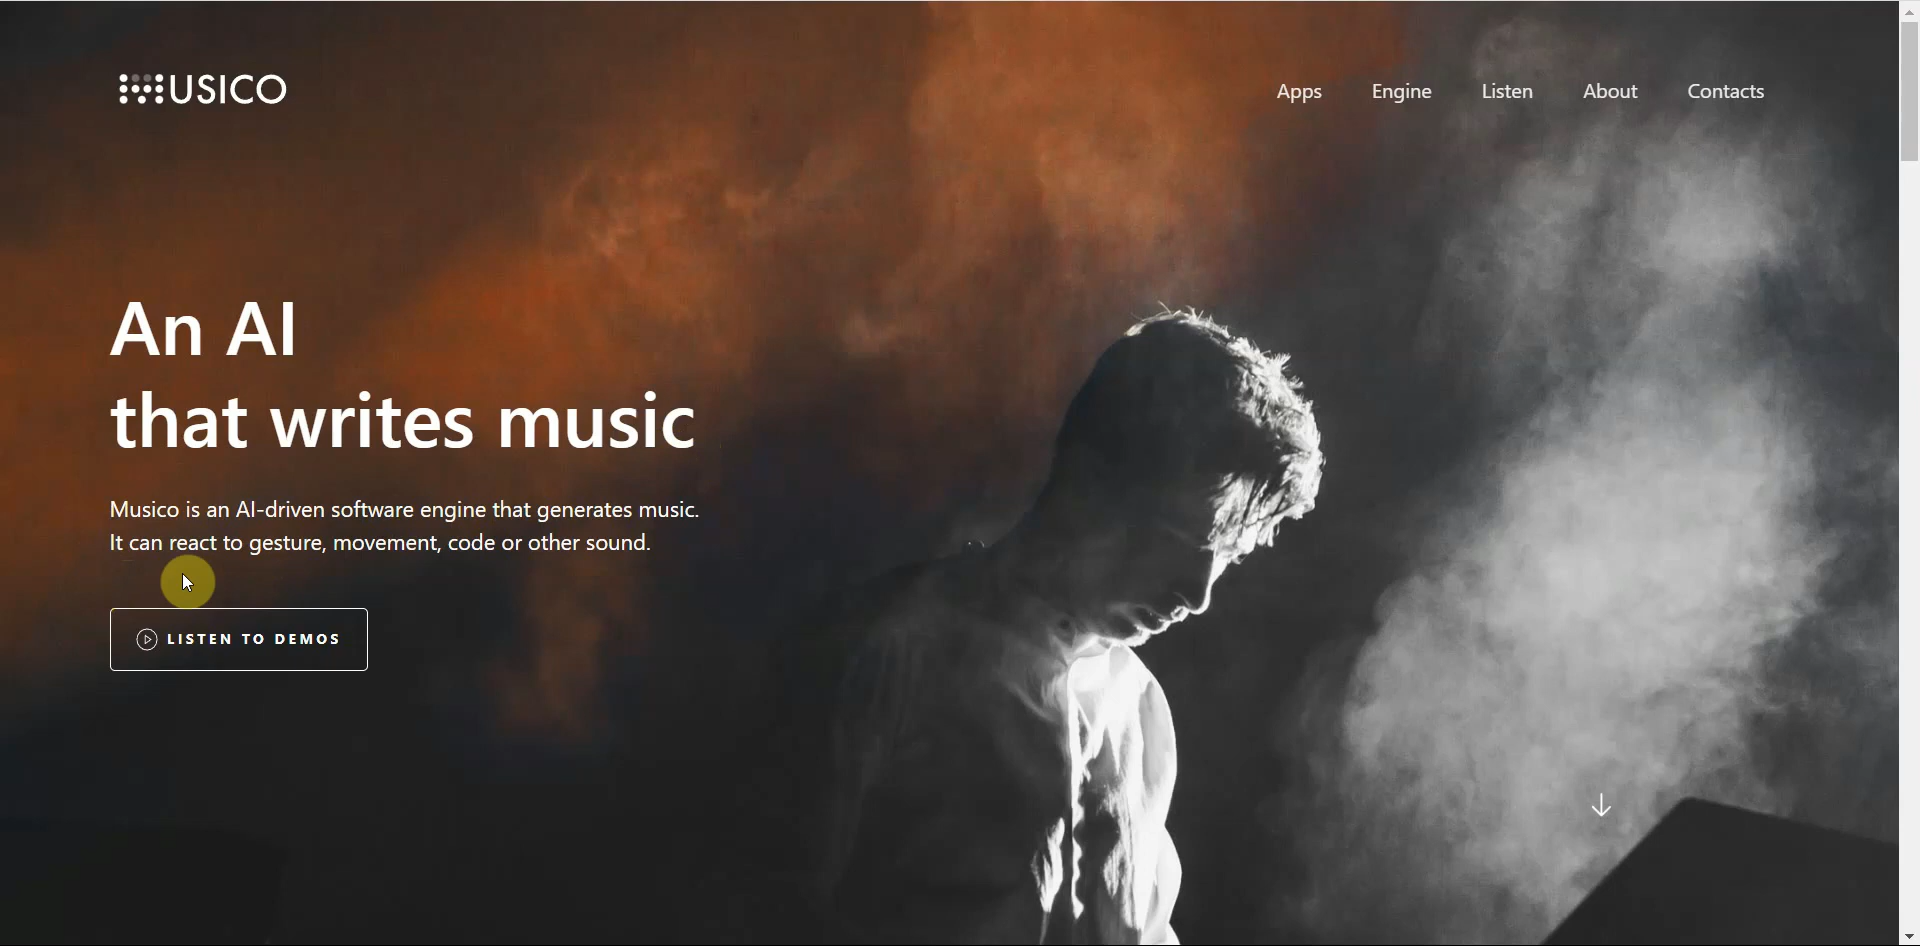 MUSICO
Apps Engine Listen About Contacts
An AI
that writes music
Musico is an AI-driven software engine that generates music.
It can react to gesture, movement, code or other sound.
LISTEN TO DEMOS